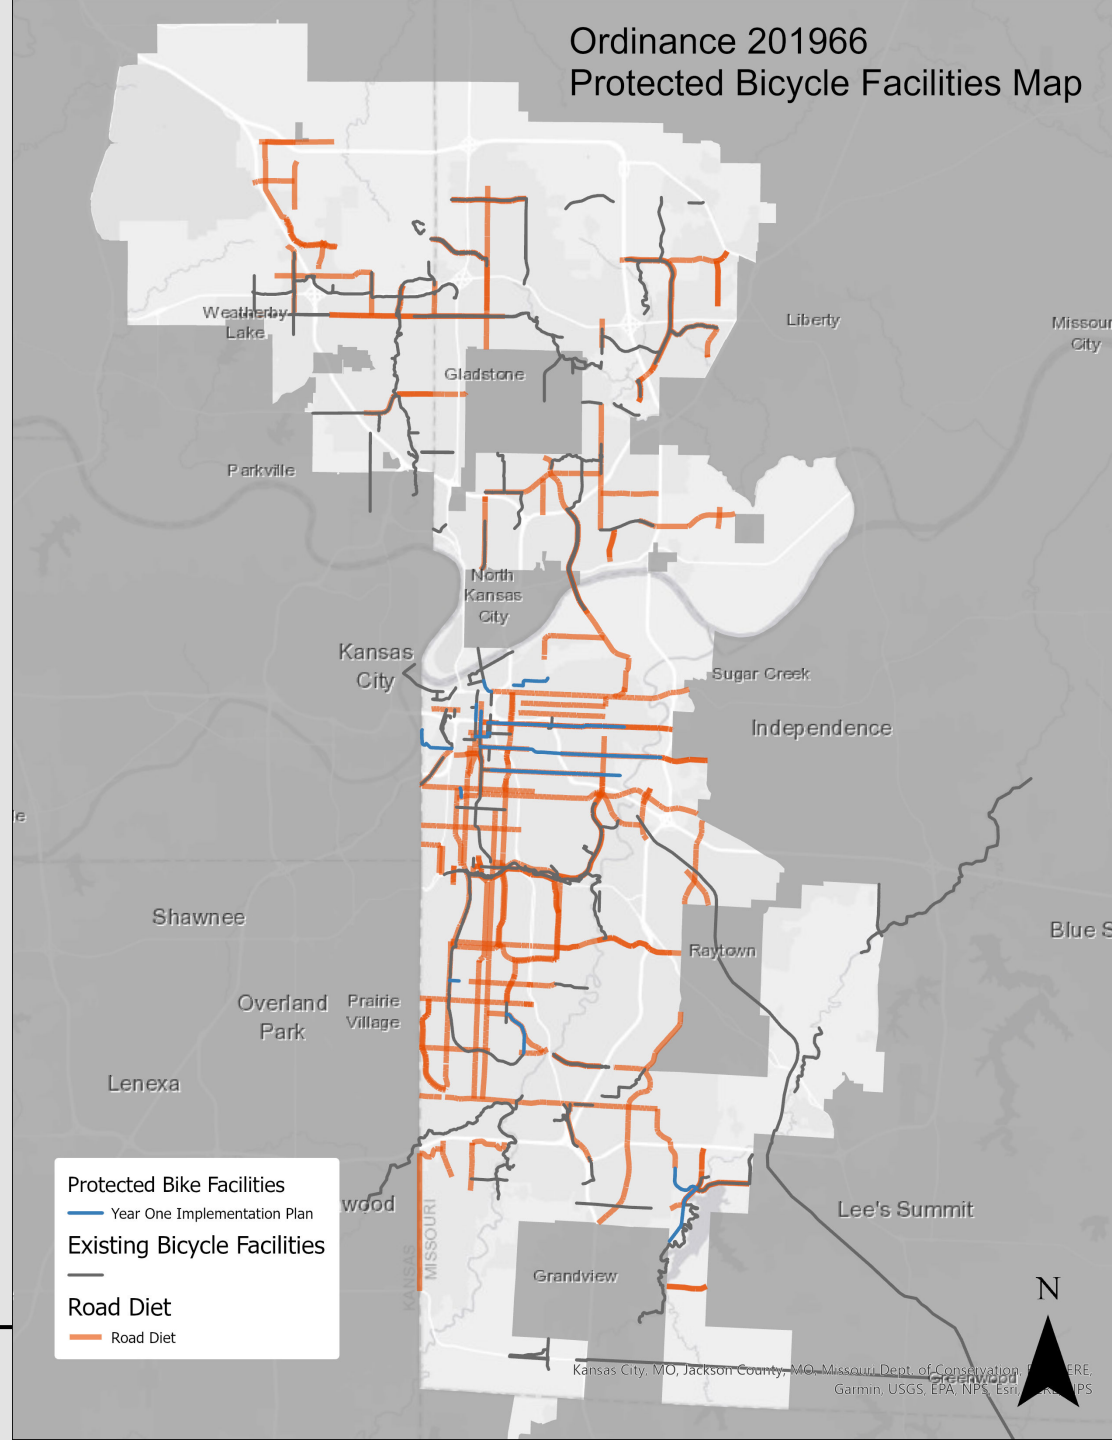 Ordinance 201966
Protected Bicycle Facilities Map
Weatherby
Lake
Liberty
City
Gladstone
Parkville
North
Kansas
City
Kansas
City
Sugar Creek
Independence
Shawnee
Raytown
Overland
Park
Prairie
Village
Lenexa
Protected Bike Facilities
Year One Implementation Plan
Existing Bicycle Facilities
Road Diet
Road Diet
KANSAS
MISSOURI
Lee's Summit
Grandview
N
Kansas City, MO, Jackson County, MO, Missouri Dept. of Conservation,
Greenwood
Garmin, USGS, EPA, NPS, Esri,